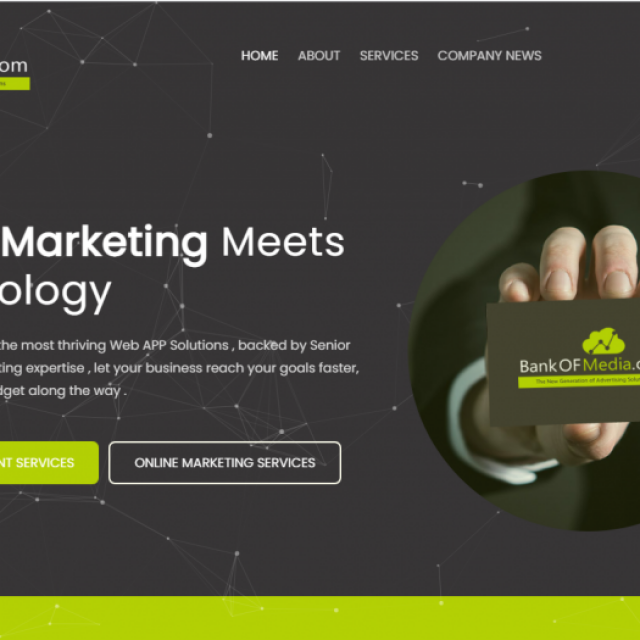 om
HOME ABOUT SERVICES COMPANY NEWS
Marketing Meets
ology
the most thriving Web APP Solutions , backed by Senior
ting expertise , let your business reach your goals faster,
dget along the way .
NT SERVICES
ONLINE MARKETING SERVICES
BankOFMedia.c
The New Generation of Advertising Solu